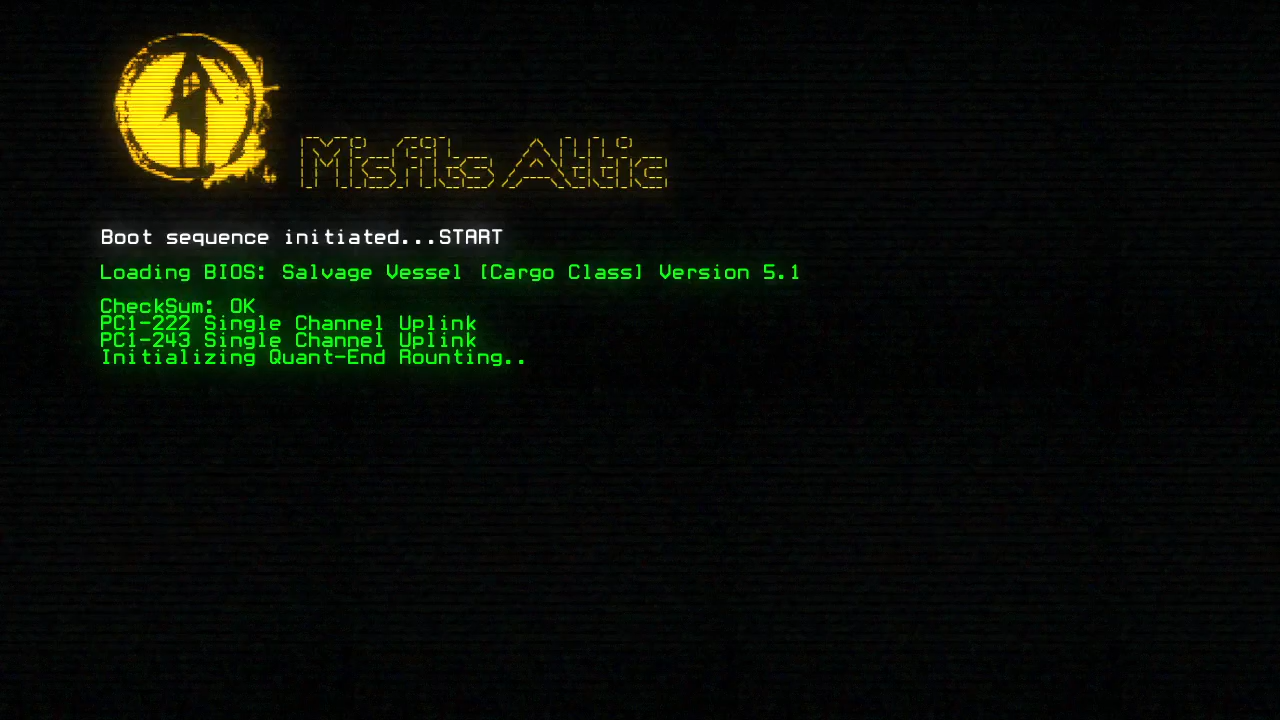 Misfits Attic
Boot sequence initiated...START
Loading BIOS: Salvage Vessel [Cargo Class] Version 5.1
CheckSum: OK
PC1-222 Single Channel Uplink
PC1-243 Single Channel Uplink
Initializing Quant-End Rounting..